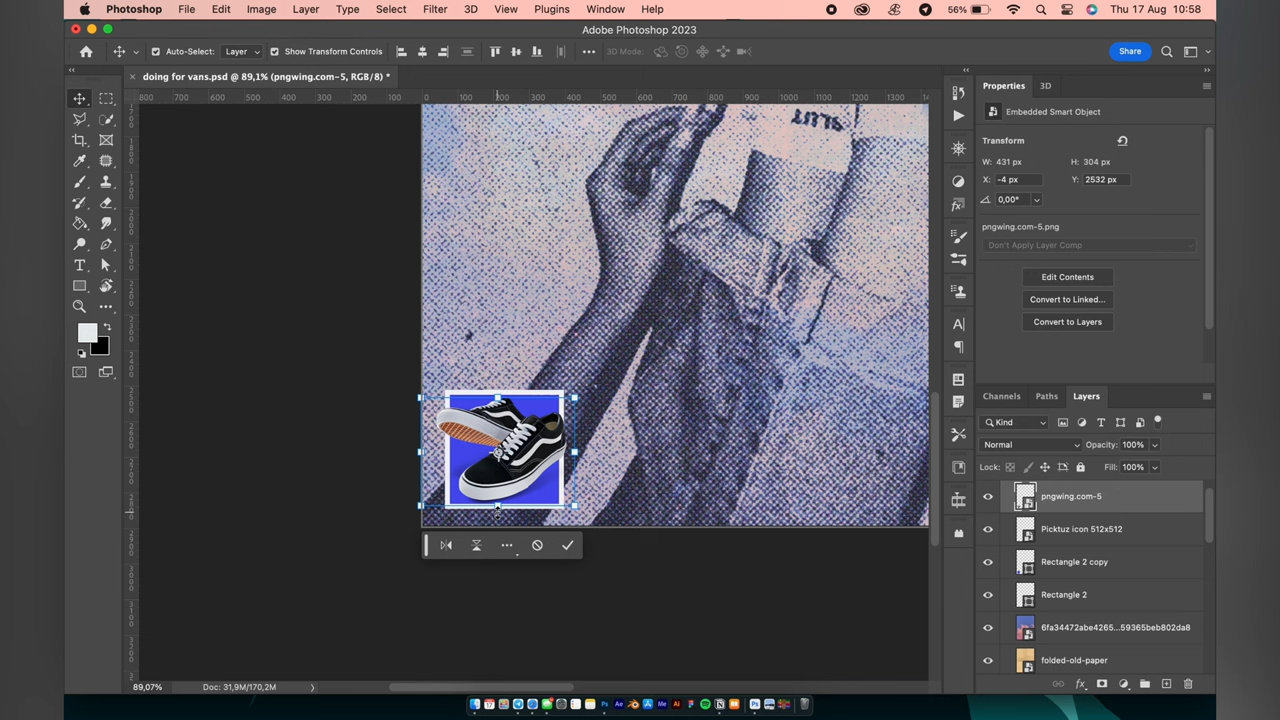 Photoshop File Edit Image Layer Type Select Filter 3D View Plugins Window Help 56% Thu 17 Aug 10:58
Adobe Photoshop 2023
Auto-Select: Layer Show Transform Controls 3D Mode: Share
doing for vans.psd @ 89,1% (pngwing.com-5, RGB/8) *
800 700 600 500 400 300 200 100 0 100 200 300 400 500 600 700 800 900 1000 1100 1200 1300
Properties 3D
Embedded Smart Object
Transform
W: 431 px H: 304 px
X: -4 px Y: 2532 px
0,00°
pngwing.com-5.png
Don't Apply Layer Comp
Edit Contents
Convert to Linked...
Convert to Layers
Channels Paths Layers
Kind
Normal Opacity: 100%
Lock: Fill: 100%
pngwing.com-5
Picktuz icon 512x512
Rectangle 2 copy
Rectangle 2
6fa34472abe4265...59365beb802da8
folded-old-paper
89,07% Doc: 31,9M/170,2M